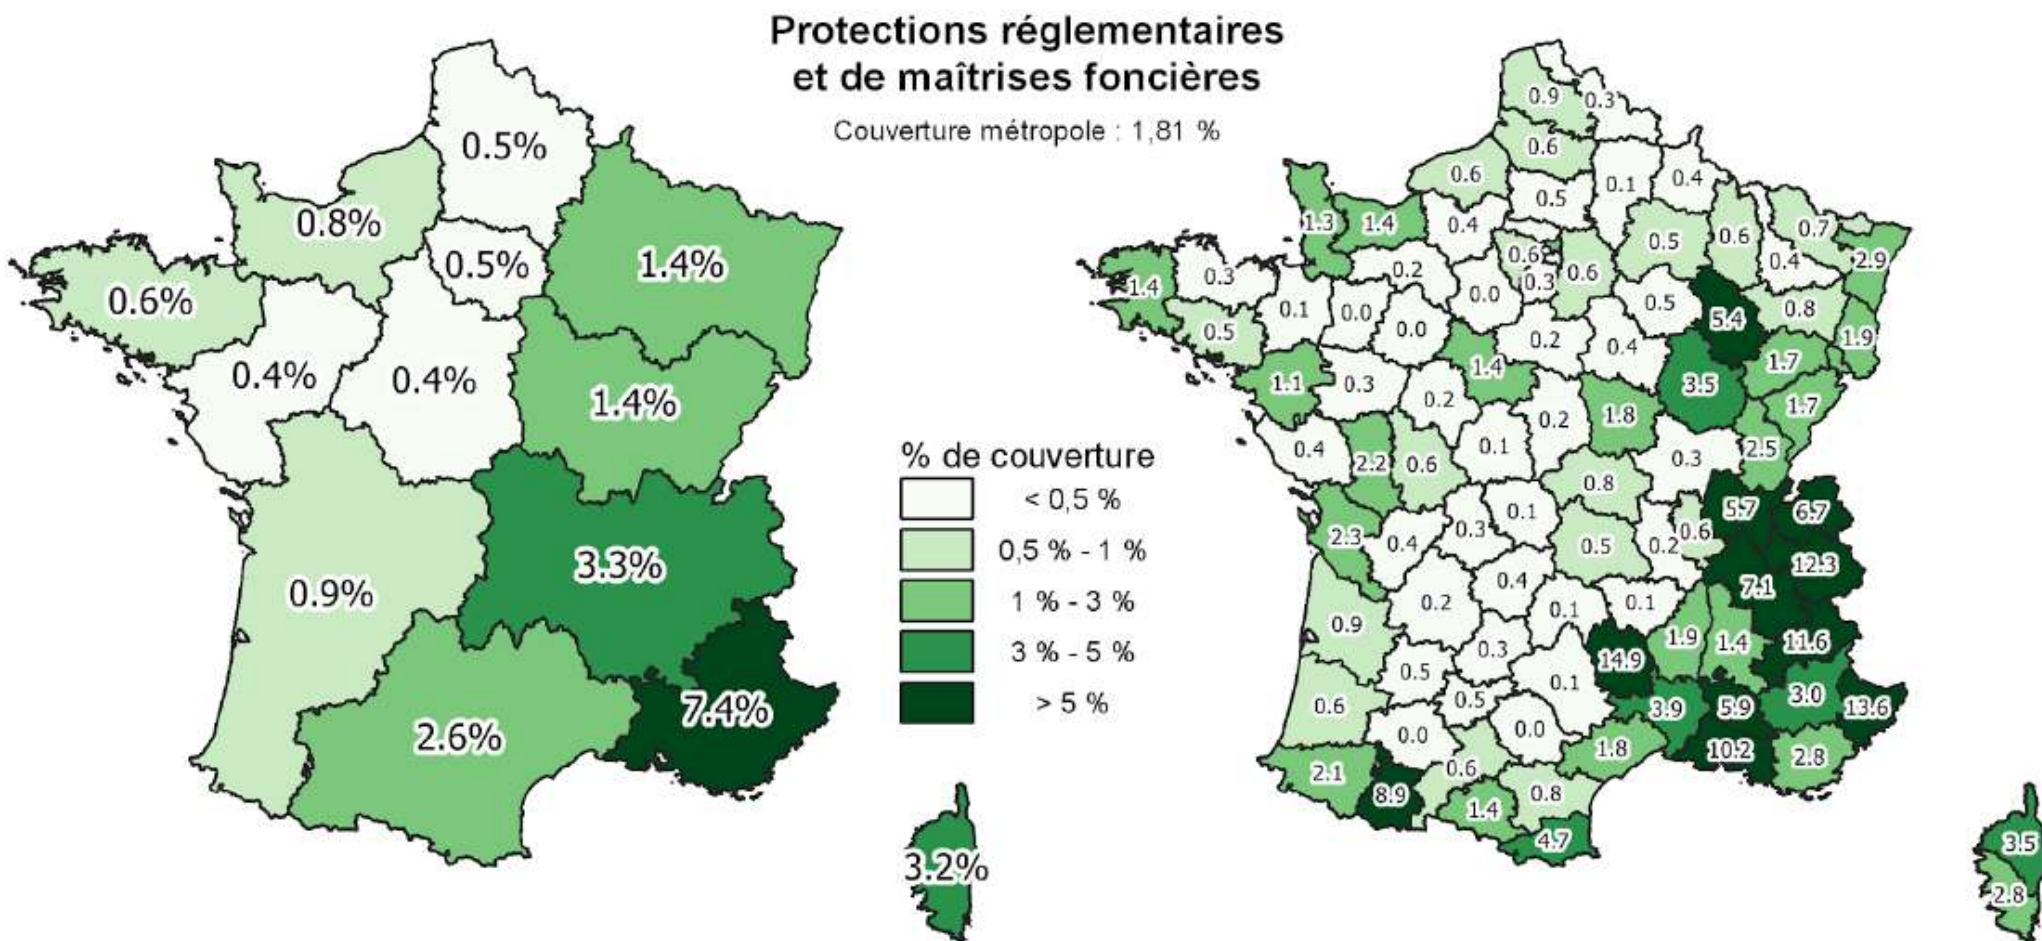 Protections réglementaires
et de maîtrises foncières
Couverture métropole : 1,81 %
0.5%
0.8%
0.5%
1.4%
0.6%
0.4%
0.4%
1.4%
3.3%
0.9%
7.4%
2.6%
3.2%
% de couverture
< 0,5 %
0,5 % - 1 %
1 % - 3 %
3 % - 5 %
> 5 %
0.9 0.3
0.6
0.6 0.5 0.1 0.4
1.3 1.4 0.4 0.6 0.6 0.5 0.6 0.7
1.4 0.3 0.2 0.0 0.3 0.5 0.4 2.9
0.5 0.1 0.0 0.0 0.2 0.4 5.4 0.8 1.9
1.1 0.3 0.2 1.4 0.2 1.8 3.5 1.7 1.7
0.4 2.2 0.6 0.1 0.8 0.3 2.5
2.3 0.4 0.3 0.1 0.5 0.2 0.6 5.7 6.7
0.9 0.2 0.4 0.1 0.1 7.1 12.3
0.5 0.3 14.9 1.9 1.4 11.6
0.6 0.5 0.1 3.9 5.9 3.0 13.6
0.0 0.0 1.8 10.2 2.8
2.1 8.9 0.6 1.4 0.8
4.7
3.5
2.8